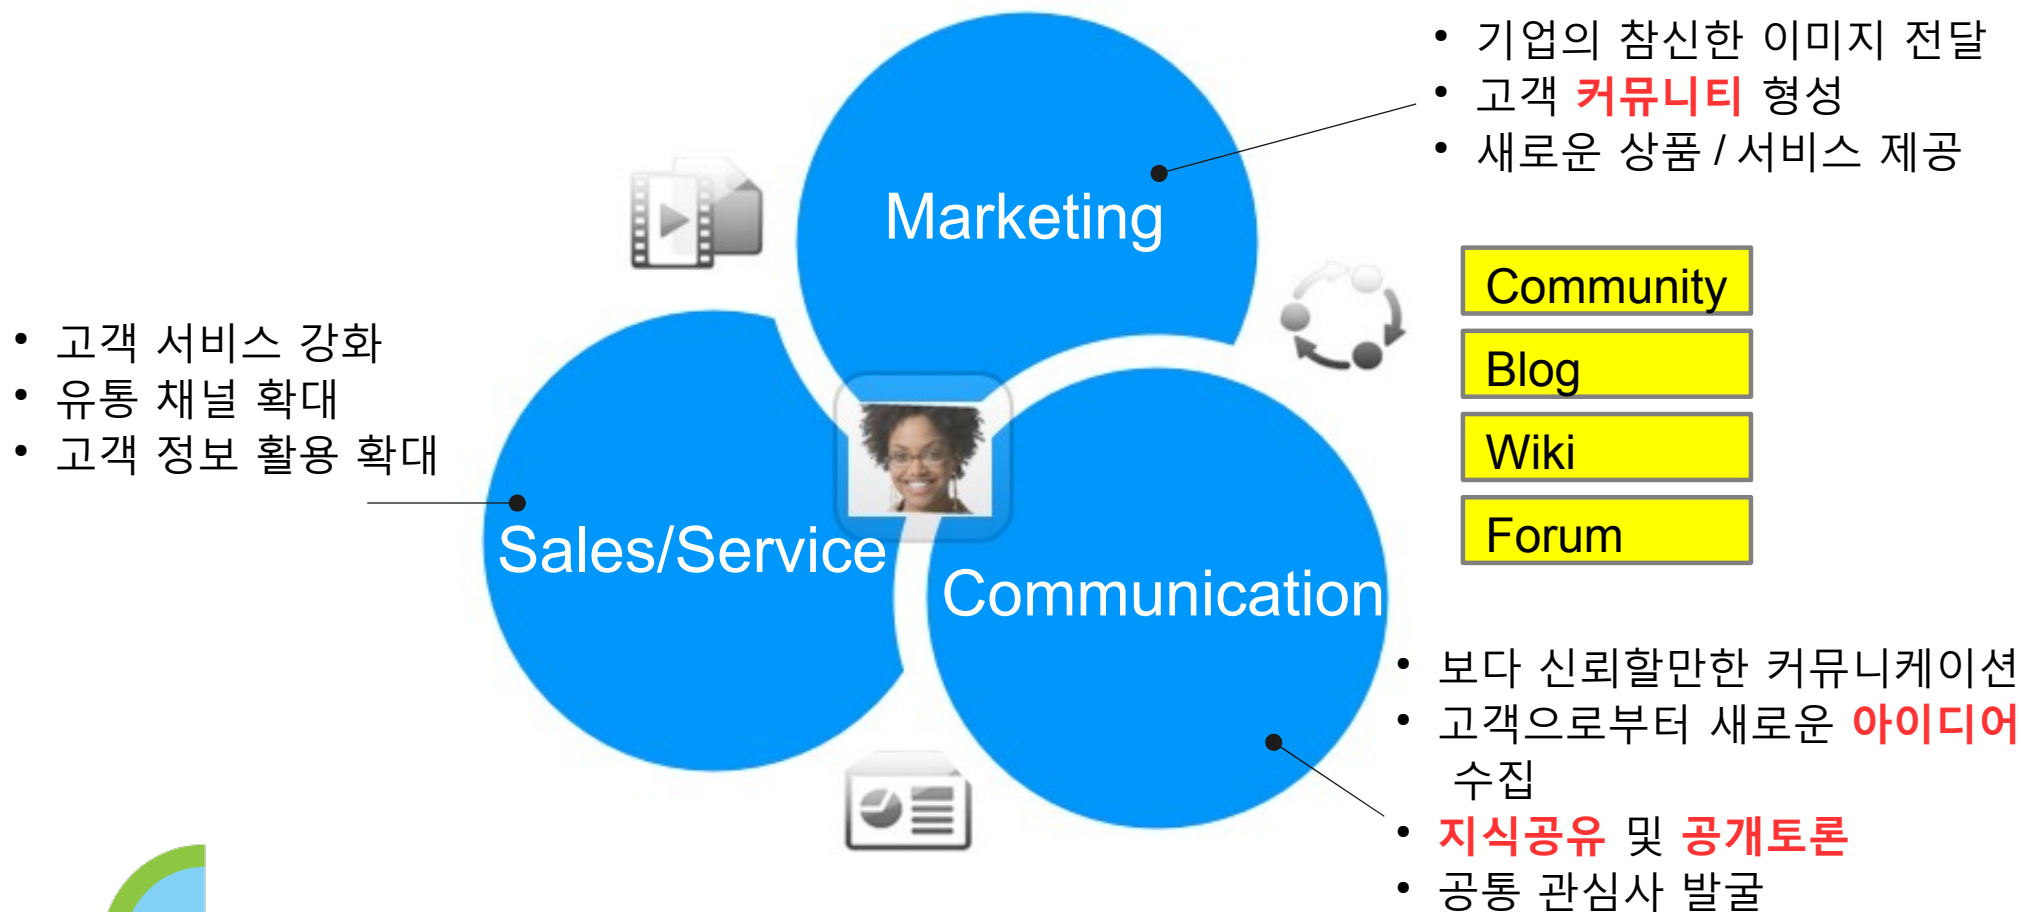 • 기업의 참신한 이미지 전달
• 고객 커뮤니티 형성
• 새로운 상품 / 서비스 제공
Marketing
Community
Blog
Wiki
Forum
• 고객 서비스 강화
• 유통 채널 확대
• 고객 정보 활용 확대
Sales/Service
Communication
• 보다 신뢰할만한 커뮤니케이션
• 고객으로부터 새로운 아이디어
수집
• 지식공유 및 공개토론
• 공통 관심사 발굴